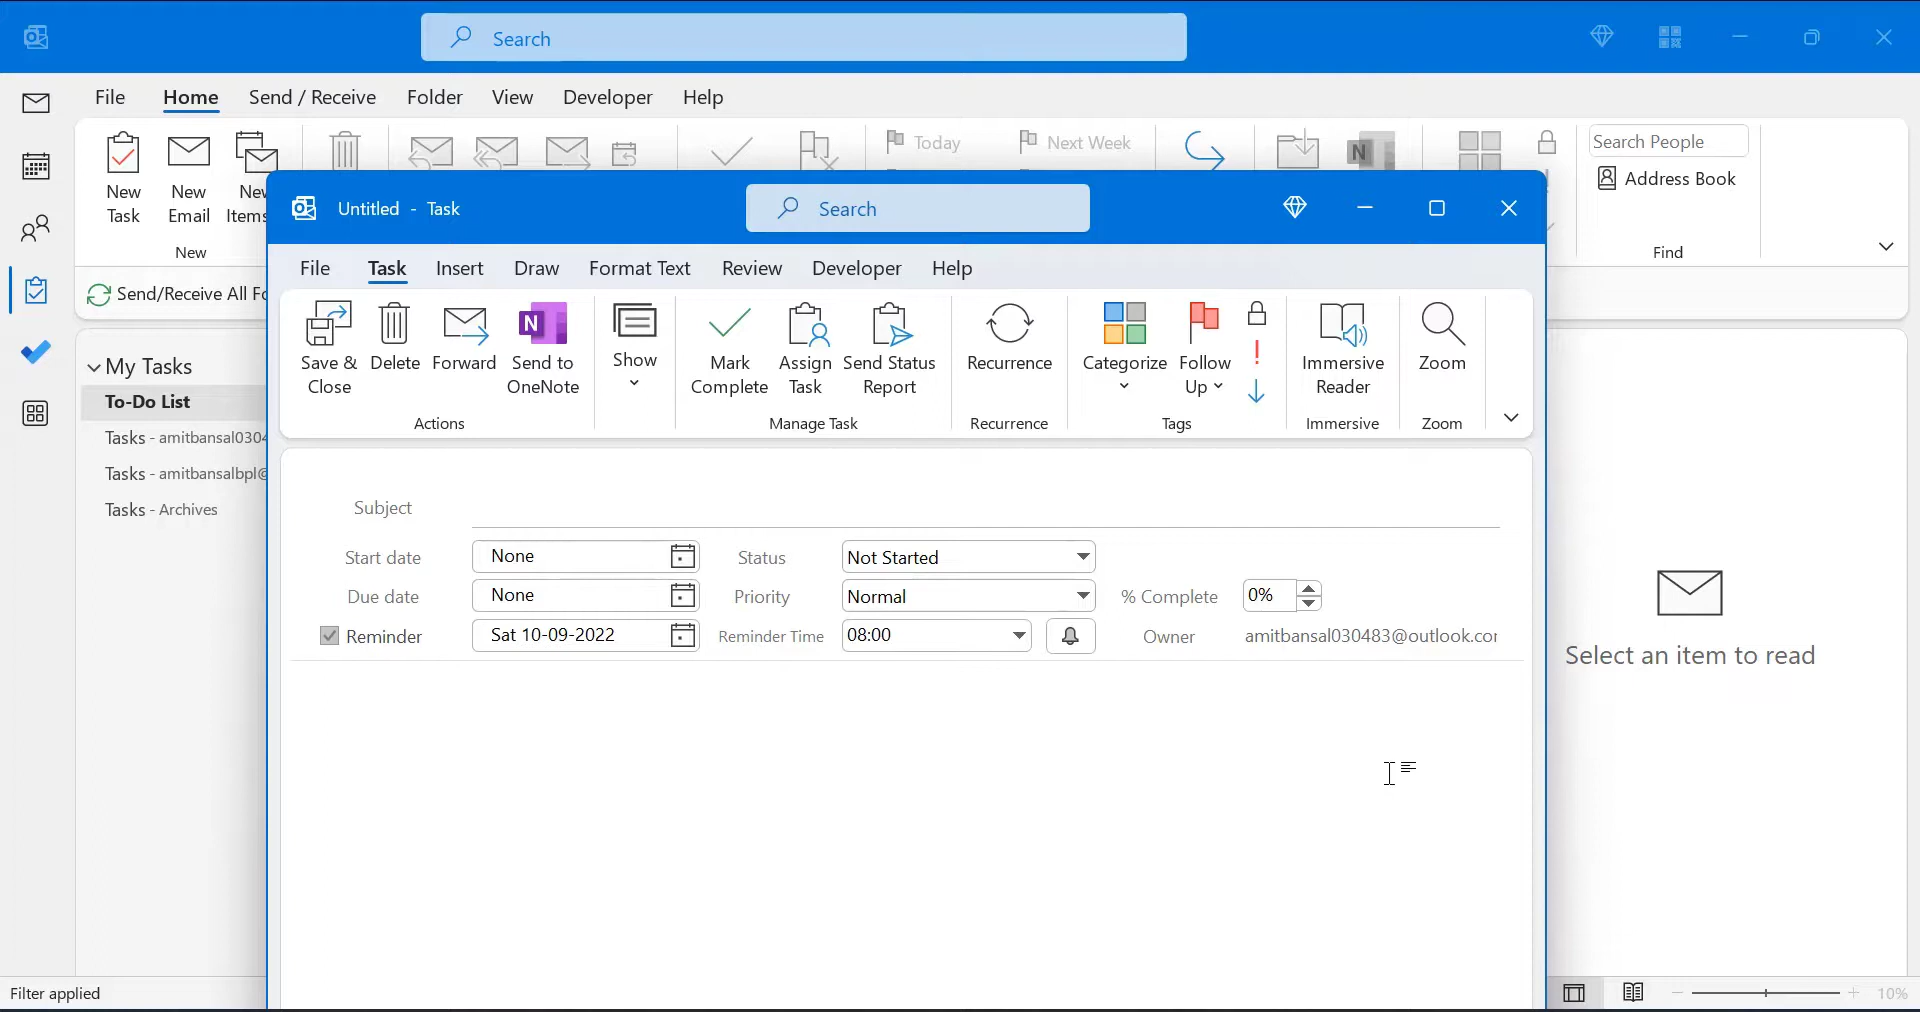 Search
File Home Send / Receive Folder View Developer Help
New Task
New Email
New Items
Today
Next Week
N
Search People
Address Book
New
Find
Send/Receive All Fo
My Tasks
To-Do List
Tasks - amitbansal0304
Tasks - amitbansalbpl@
Tasks - Archives
Untitled - Task
Search
File Task Insert Draw Format Text Review Developer Help
Save & Close
Delete
Forward
N
Send to OneNote
Show
Mark Complete
Assign Task
Send Status Report
Recurrence
Categorize
Follow Up
Immersive Reader
Zoom
Actions
Manage Task
Recurrence
Tags
Immersive
Zoom
Subject
Start date None Status Not Started
Due date None Priority Normal % Complete 0%
Reminder Sat 10-09-2022 Reminder Time 08:00 Owner amitbansal030483@outlook.cor
Select an item to read
Filter applied
10%